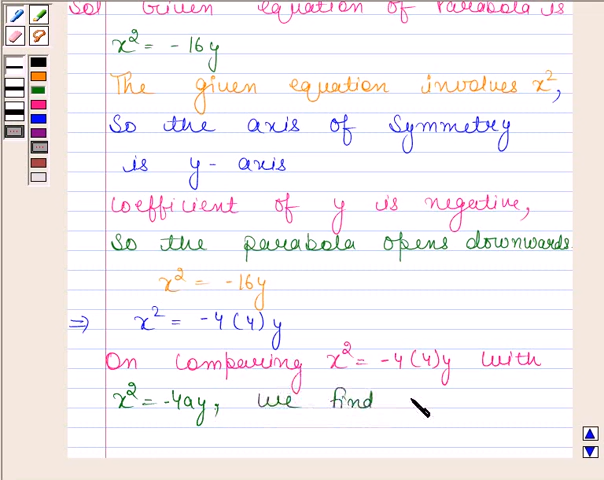 Sol Given equation of Parabola is
x² = -16y
The given equation involves x²,
So the axis of Symmetry
is y-axis
Coefficient of y is negative,
So the parabola opens downwards
x² = -16y
⇒ x² = -4(4)y
On comparing x² = -4(4)y with
x² = -4ay, we find